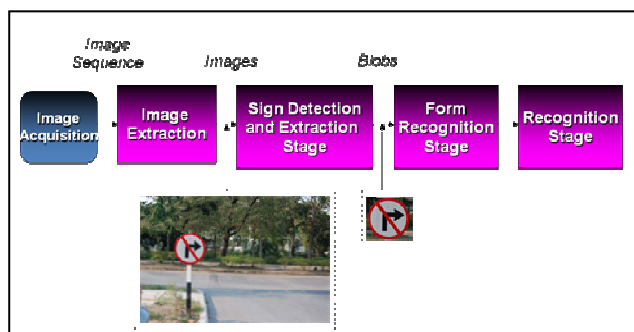 Image
Sequence
Images
Blobs
Image
Acquisition
Image
Extraction
Sign Detection
and Extraction
Stage
Form
Recognition
Stage
Recognition
Stage